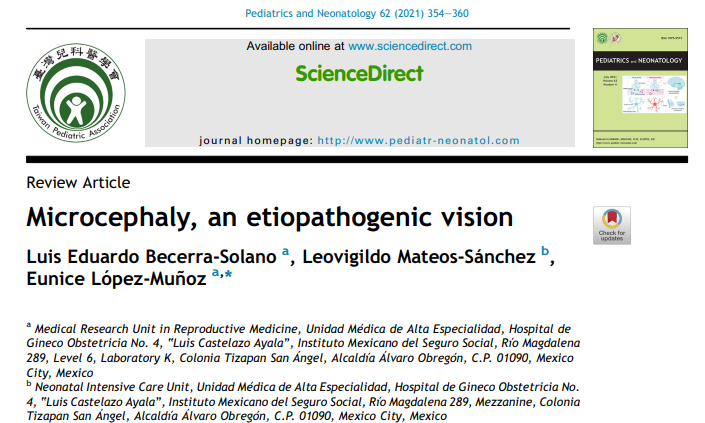 Pediatrics and Neonatology 62 (2021) 354—360
臺灣兒科醫學會
Taiwan Pediatric Association
Available online at www.sciencedirect.com
ScienceDirect
journal homepage: http://www.pediatr-neonatol.com
PEDIATRICS and NEONATOLOGY
Review Article
Microcephaly, an etiopathogenic vision
Check for
updates
Luis Eduardo Becerra-Solano a, Leovigildo Mateos-Sánchez b,
Eunice López-Muñoz a,*
a Medical Research Unit in Reproductive Medicine, Unidad Médica de Alta Especialidad, Hospital de
Gineco Obstetricia No. 4, “Luis Castelazo Ayala”, Instituto Mexicano del Seguro Social, Río Magdalena
289, Level 6, Laboratory K, Colonia Tizapan San Ángel, Alcaldía Álvaro Obregón, C.P. 01090, Mexico
City, Mexico
b Neonatal Intensive Care Unit, Unidad Médica de Alta Especialidad, Hospital de Gineco Obstetricia No.
4, “Luis Castelazo Ayala”, Instituto Mexicano del Seguro Social, Río Magdalena 289, Mezzanine, Colonia
Tizapan San Ángel, Alcaldía Álvaro Obregón, C.P. 01090, Mexico City, Mexico